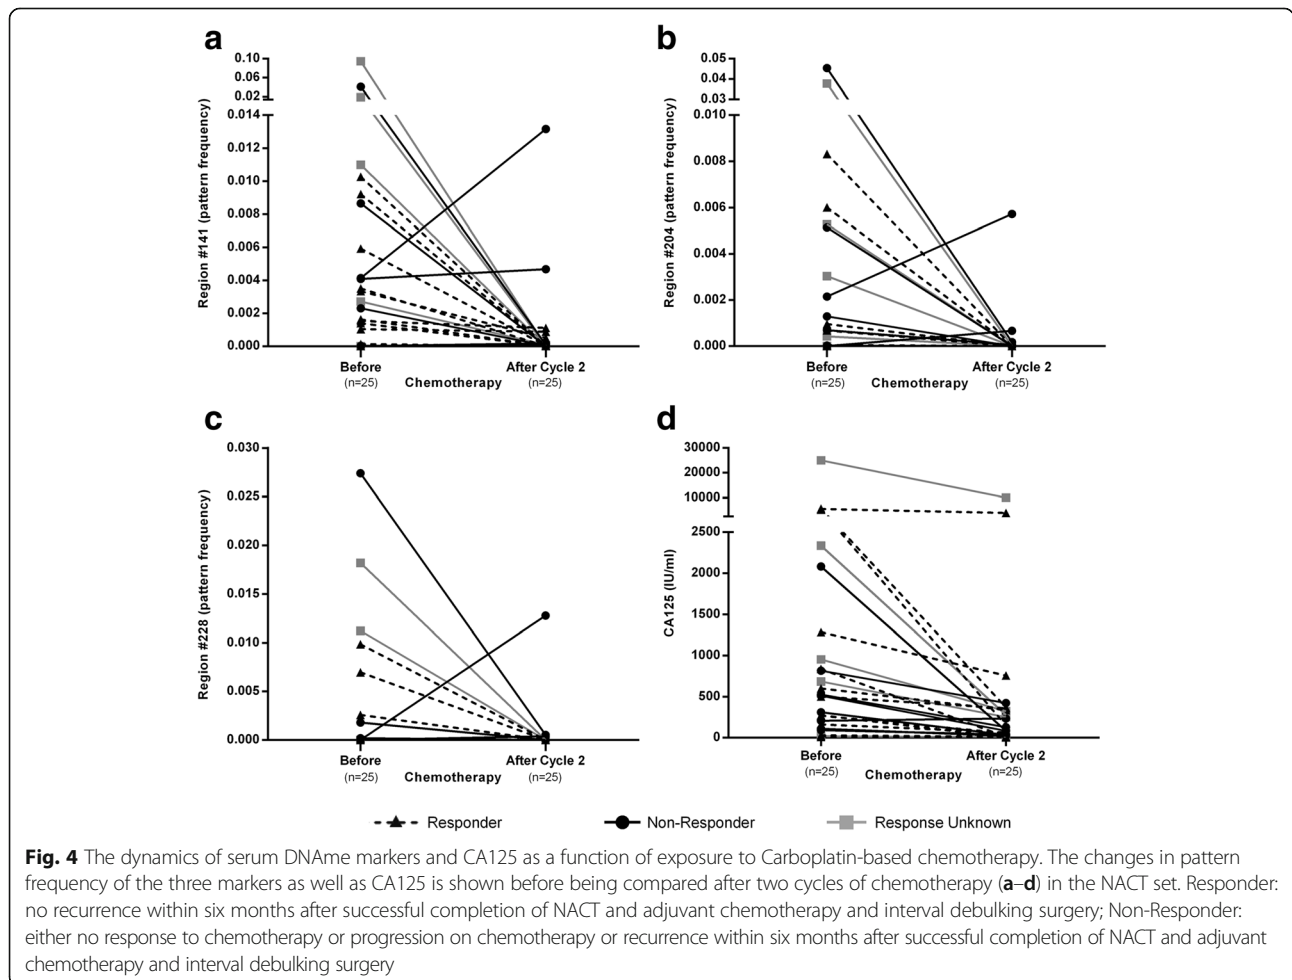 a
0.10
0.06
0.02
0.014
0.012
0.010
0.008
0.006
0.004
0.002
0.000
Region #141 (pattern frequency)
Before
(n=25)
Chemotherapy
After Cycle 2
(n=25)
b
0.05
0.04
0.03
0.010
0.008
0.006
0.004
0.002
0.000
Region #204 (pattern frequency)
Before
(n=25)
Chemotherapy
After Cycle 2
(n=25)
c
0.030
0.025
0.020
0.015
0.010
0.005
0.000
Region #228 (pattern frequency)
Before
(n=25)
Chemotherapy
After Cycle 2
(n=25)
d
30000
20000
10000
2500
2000
1500
1000
500
0
CA125 (IU/ml)
Before
(n=25)
Chemotherapy
After Cycle 2
(n=25)
Responder
Non-Responder
Response Unknown
Fig. 4 The dynamics of serum DNAme markers and CA125 as a function of exposure to Carboplatin-based chemotherapy. The changes in pattern
frequency of the three markers as well as CA125 is shown before being compared after two cycles of chemotherapy (a–d) in the NACT set. Responder:
no recurrence within six months after successful completion of NACT and adjuvant chemotherapy and interval debulking surgery; Non-Responder:
either no response to chemotherapy or progression on chemotherapy or recurrence within six months after successful completion of NACT and adjuvant
chemotherapy and interval debulking surgery